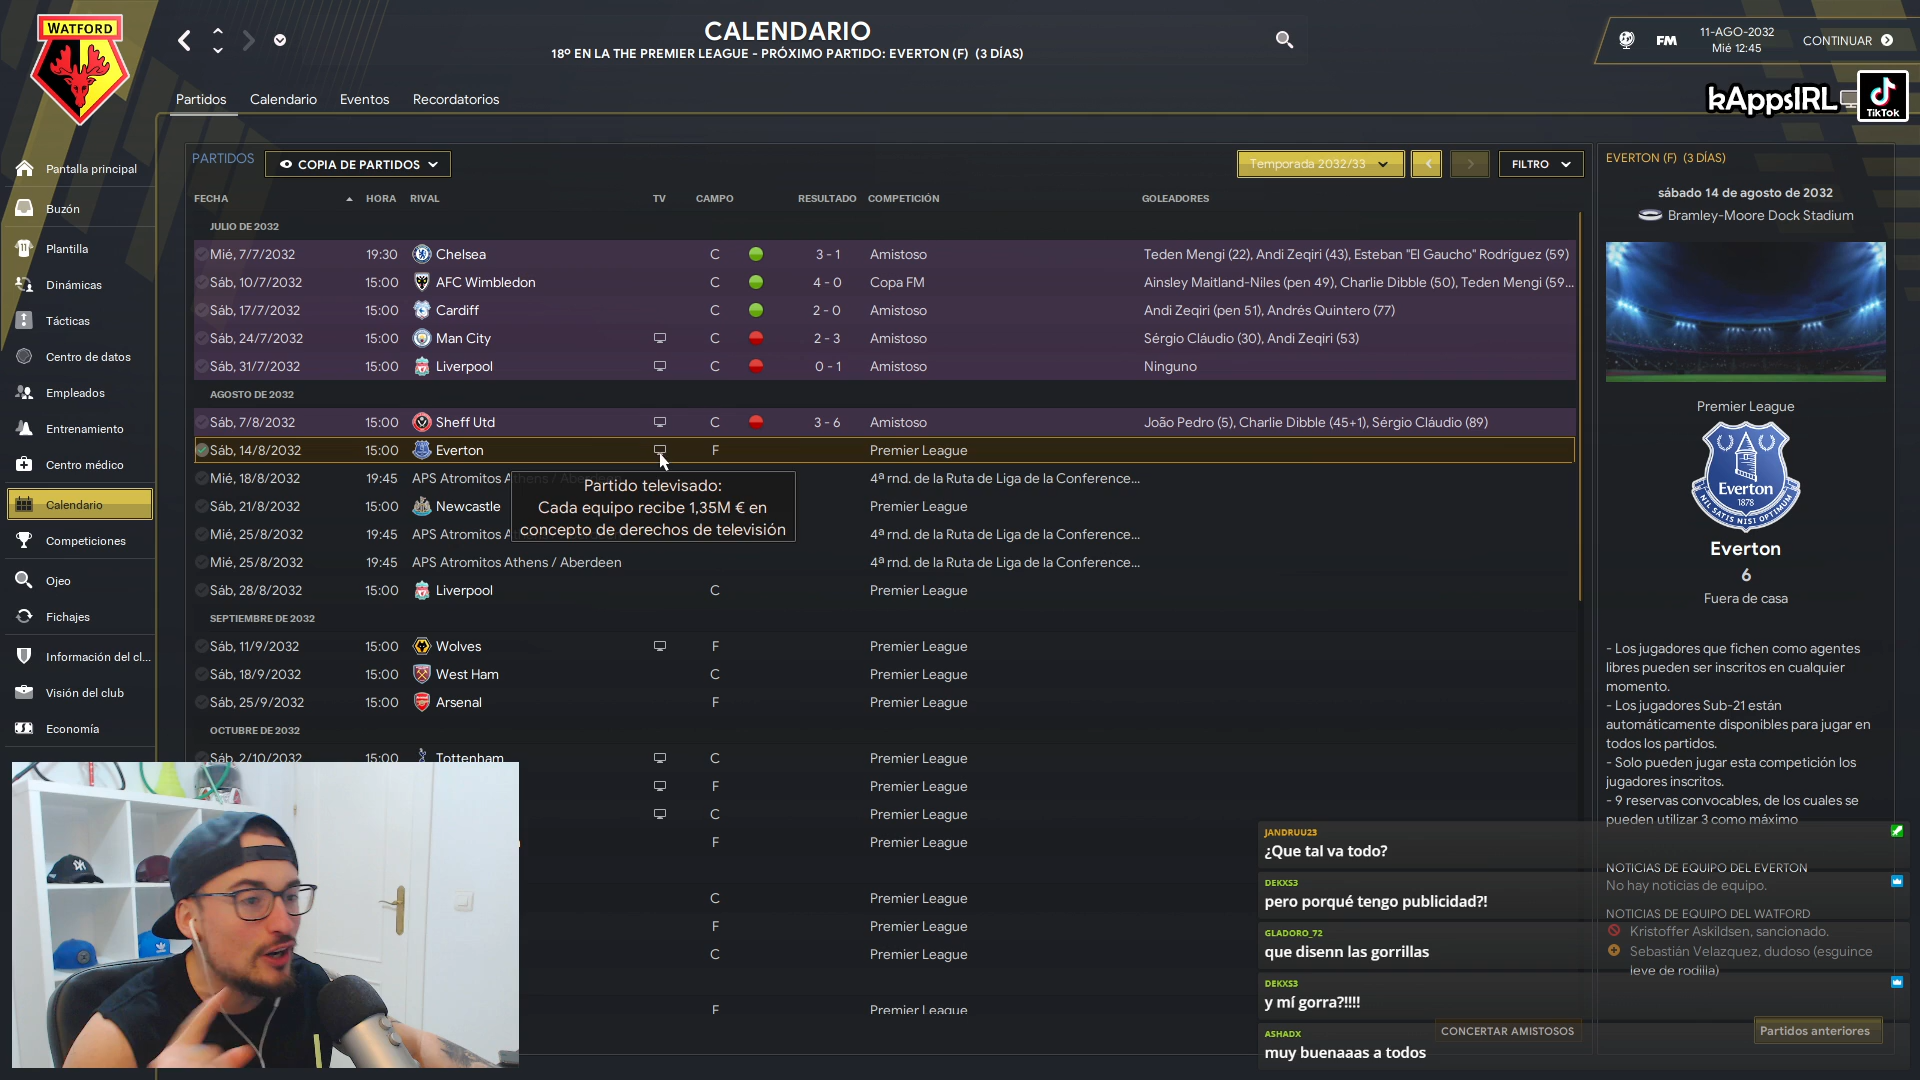 WATFORD
CALENDARIO
18º EN LA THE PREMIER LEAGUE - PRÓXIMO PARTIDO: EVERTON (F) (3 DÍAS)
FM
11-AGO-2032
Mié 12:45
CONTINUAR
kAppsIRL
TikTok
Partidos
Calendario
Eventos
Recordatorios
Pantalla principal
Buzón
Plantilla
Dinámicas
Tácticas
Centro de datos
Empleados
Entrenamiento
Centro médico
Calendario
Competiciones
Ojeo
Fichajes
Información del cl...
Visión del club
Economía
PARTIDOS
COPIA DE PARTIDOS
Temporada 2032/33
FILTRO
FECHA HORA RIVAL TV CAMPO RESULTADO COMPETICIÓN GOLEADORES
JULIO DE 2032
Mié, 7/7/2032 19:30 Chelsea C 3 - 1 Amistoso Teden Mengi (22), Andi Zeqiri (43), Esteban "El Gaucho" Rodríguez (59)
Sáb, 10/7/2032 15:00 AFC Wimbledon C 4 - 0 Copa FM Ainsley Maitland-Niles (pen 49), Charlie Dibble (50), Teden Mengi (59...
Sáb, 17/7/2032 15:00 Cardiff C 2 - 0 Amistoso Andi Zeqiri (pen 51), Andrés Quintero (77)
Sáb, 24/7/2032 15:00 Man City C 2 - 3 Amistoso Sérgio Cláudio (30), Andi Zeqiri (53)
Sáb, 31/7/2032 15:00 Liverpool C 0 - 1 Amistoso Ninguno
AGOSTO DE 2032
Sáb, 7/8/2032 15:00 Sheff Utd C 3 - 6 Amistoso João Pedro (5), Charlie Dibble (45+1), Sérgio Cláudio (89)
Sáb, 14/8/2032 15:00 Everton F Premier League
Mié, 18/8/2032 19:45 APS Atromitos Athens / Aberdeen 4ª rnd. de la Ruta de Liga de la Conference...
Sáb, 21/8/2032 15:00 Newcastle Premier League
Mié, 25/8/2032 19:45 APS Atromitos A 4ª rnd. de la Ruta de Liga de la Conference...
Mié, 25/8/2032 19:45 APS Atromitos Athens / Aberdeen 4ª rnd. de la Ruta de Liga de la Conference...
Sáb, 28/8/2032 15:00 Liverpool C Premier League
Partido televisado:
Cada equipo recibe 1,35M € en
concepto de derechos de televisión
SEPTIEMBRE DE 2032
Sáb, 11/9/2032 15:00 Wolves F Premier League
Sáb, 18/9/2032 15:00 West Ham C Premier League
Sáb, 25/9/2032 15:00 Arsenal F Premier League
OCTUBRE DE 2032
Sáb, 2/10/2032 15:00 Tottenham C Premier League
F Premier League
C Premier League
F Premier League
C Premier League
F Premier League
C Premier League
F Premier League
CONCERTAR AMISTOSOS
EVERTON (F) (3 DÍAS)
sábado 14 de agosto de 2032
Bramley-Moore Dock Stadium
Premier League
Everton
1878
NIL SATIS NISI OPTIMUM
Everton
6
Fuera de casa
- Los jugadores que fichen como agentes
libres pueden ser inscritos en cualquier
momento.
- Los jugadores Sub-21 están
automáticamente disponibles para jugar en
todos los partidos.
- Solo pueden jugar esta competición los
jugadores inscritos.
- 9 reservas convocables, de los cuales se
pueden utilizar 3 como máximo
NOTICIAS DE EQUIPO DEL EVERTON
No hay noticias de equipo.
NOTICIAS DE EQUIPO DEL WATFORD
Kristoffer Askildsen, sancionado.
Sebastián Velazquez, dudoso (esguince
leve de rodilla)
Partidos anteriores
JANDRUU23
¿Que tal va todo?
DEKXS3
pero porqué tengo publicidad?!
GLADORO_72
que disenn las gorrillas
DEKXS3
y mí gorra?!!!!
ASHADX
muy buenaaas a todos